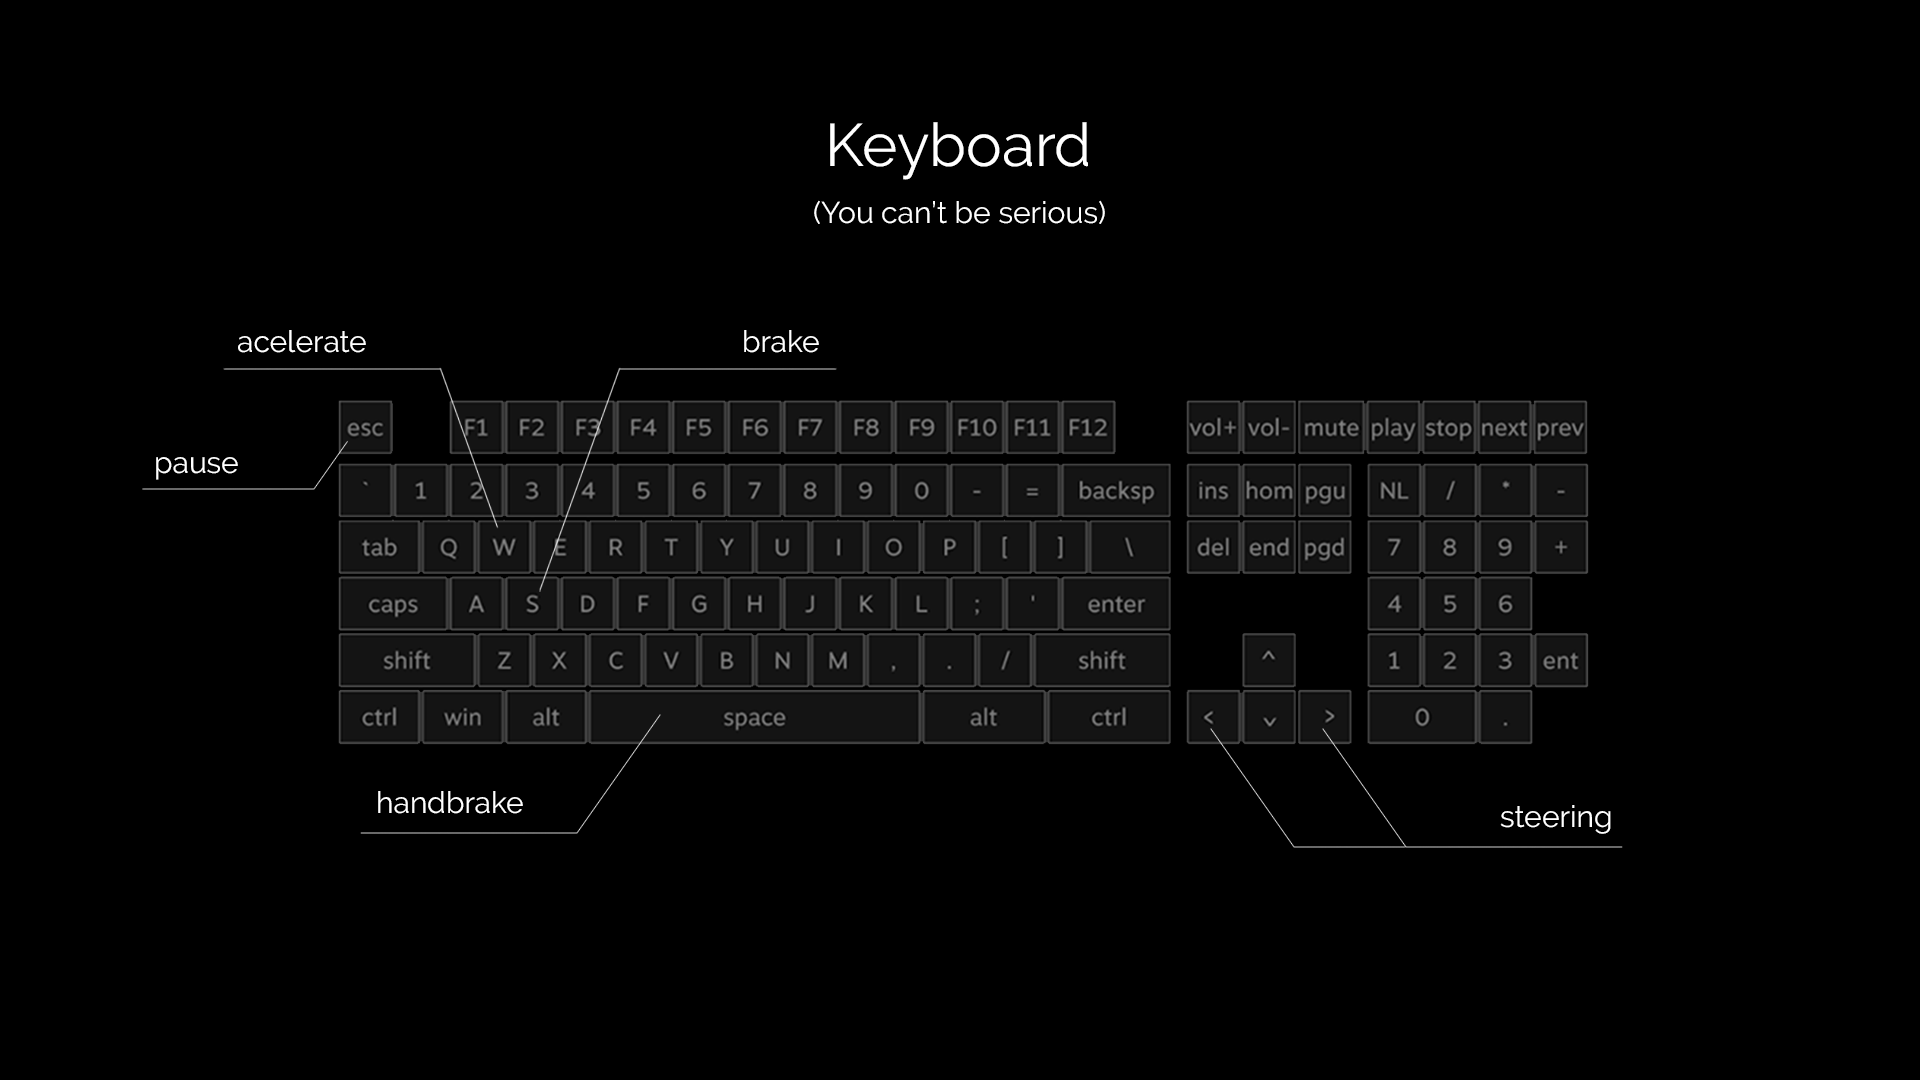 Keyboard
(You can't be serious)
acelerate
brake
esc F1 F2 F3 F4 F5 F6 F7 F8 F9 F10 F11 F12 vol+ vol- mute play stop next prev
pause
` 1 2 3 4 5 6 7 8 9 0 - = backsp ins hom pgu NL / * -
tab Q W E R T Y U I O P [ ] \ del end pgd 7 8 9 +
caps A S D F G H J K L ; ' enter 4 5 6
shift Z X C V B N M , . / shift ^ 1 2 3 ent
ctrl win alt space alt ctrl < v > 0 .
handbrake
steering